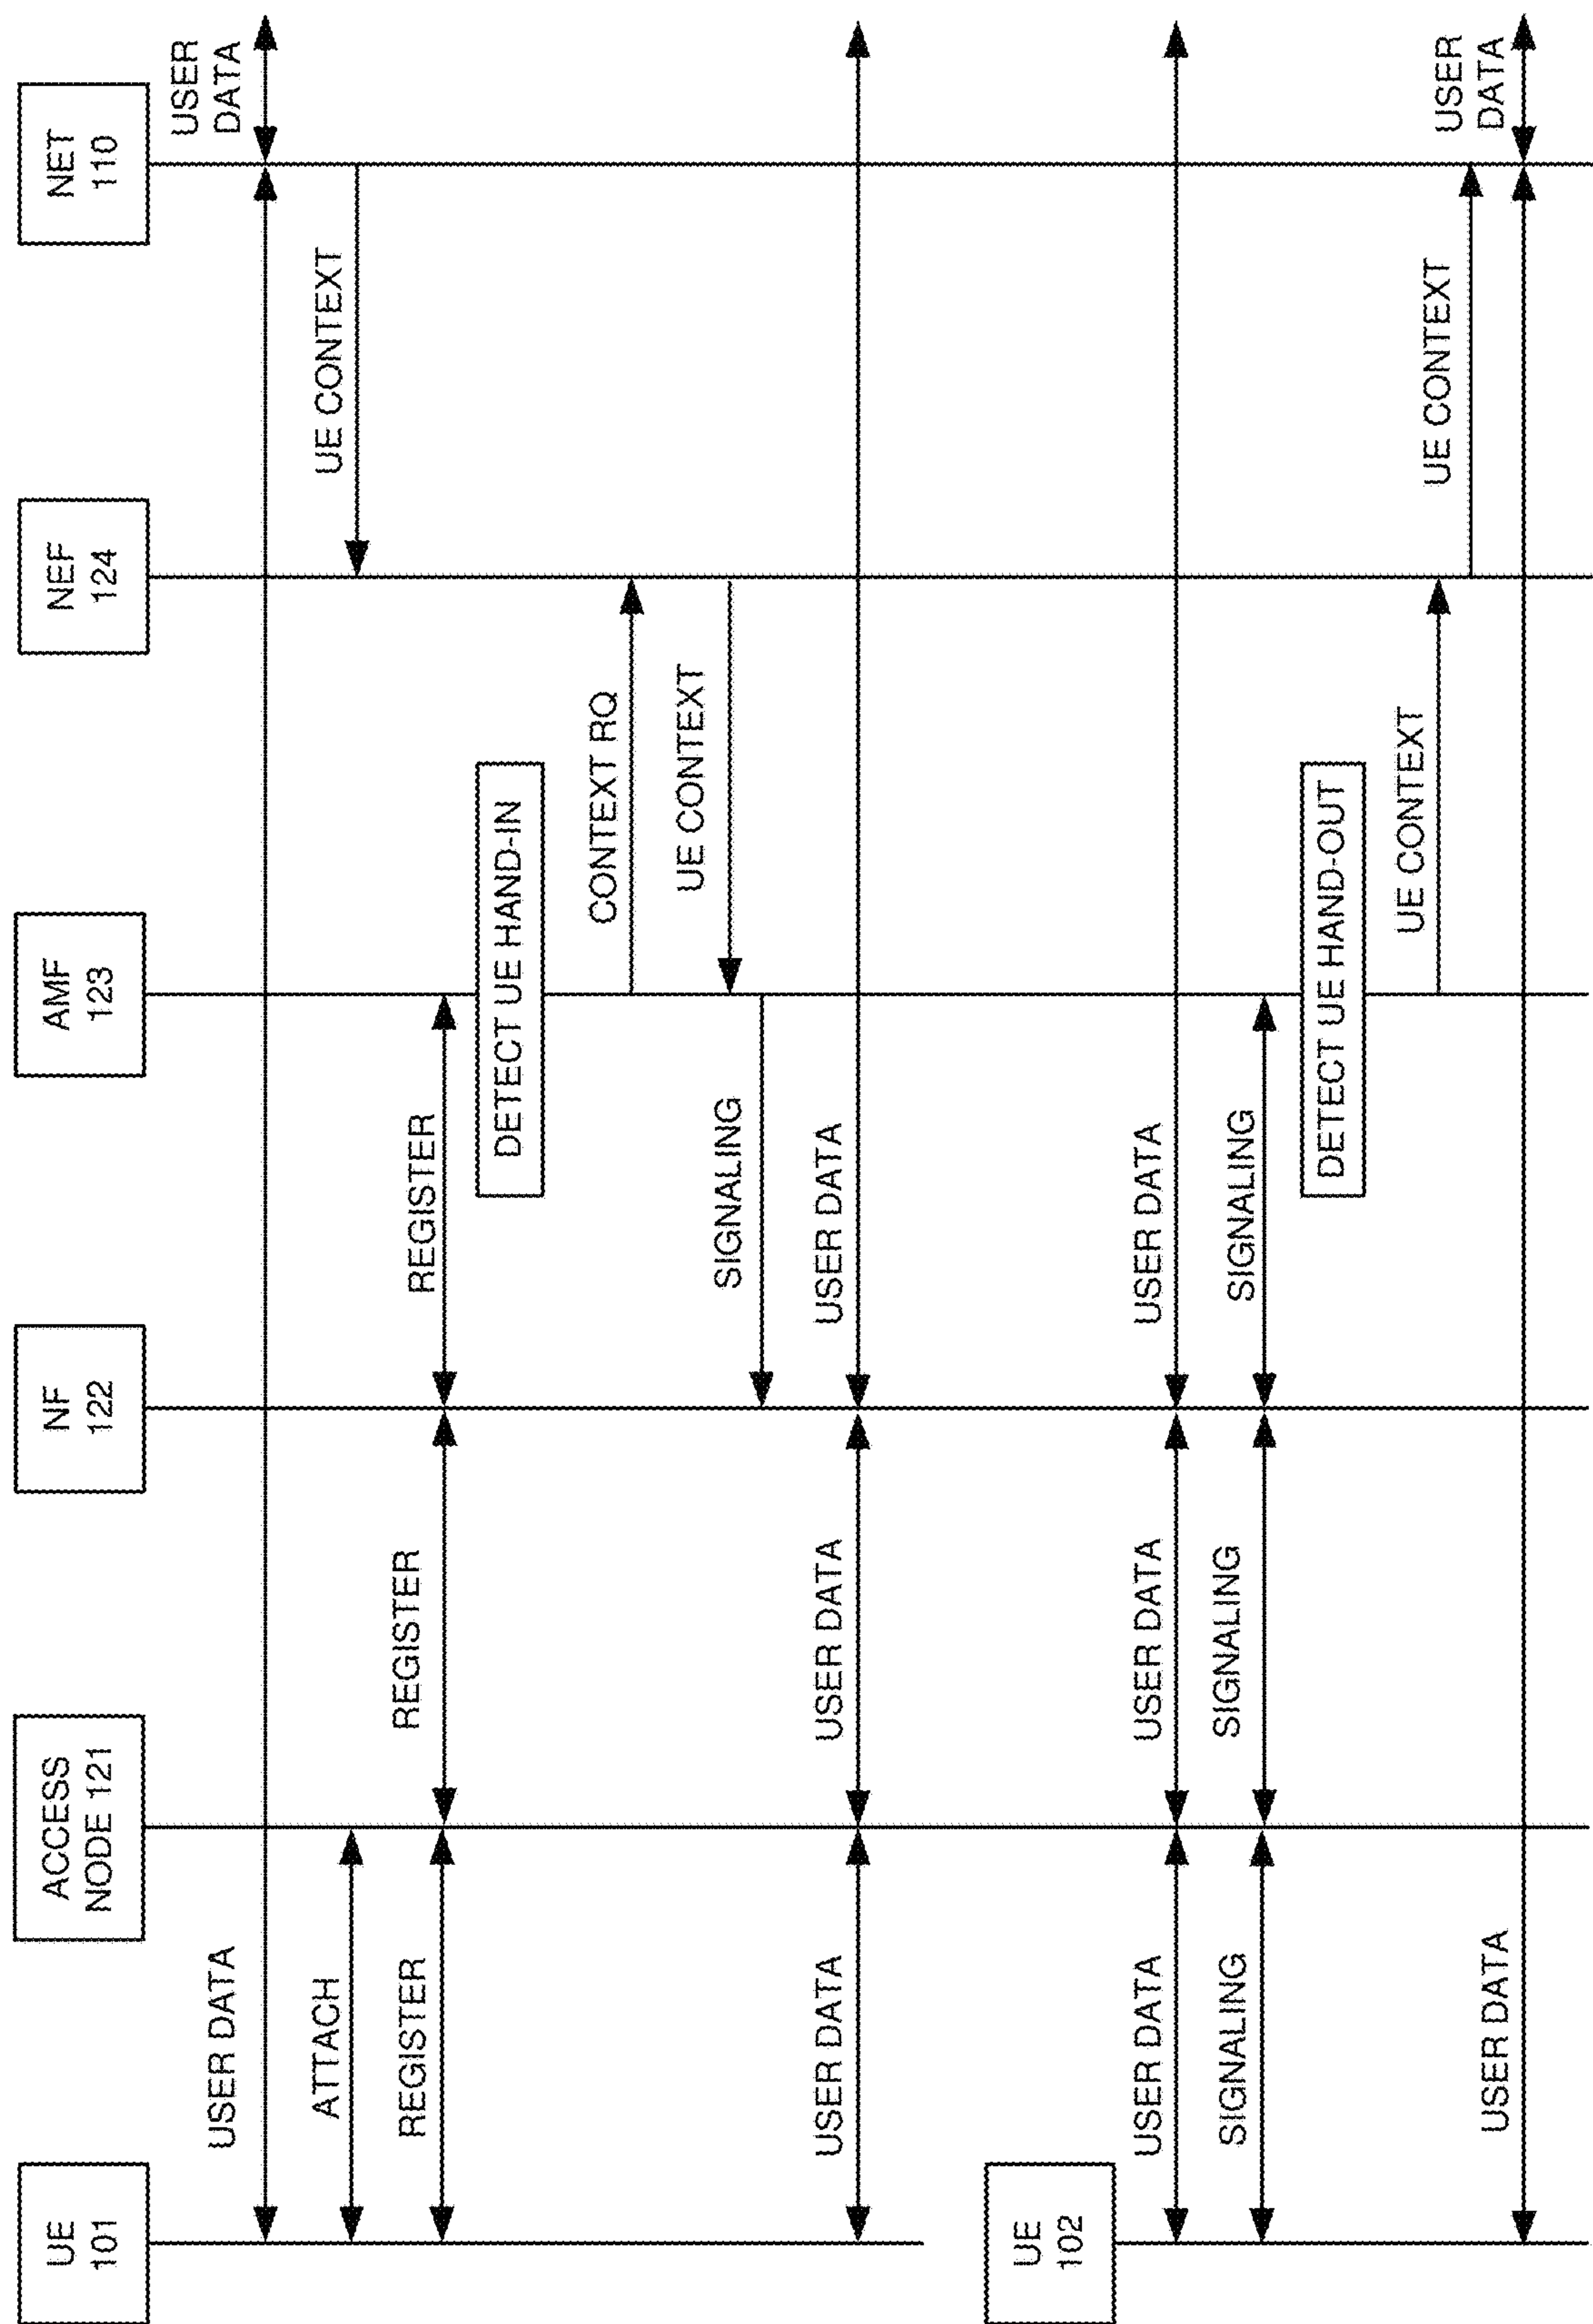 UE
101
ACCESS
NODE 121
NF
122
AMF
123
NEF
124
NET
110
USER DATA
USER
DATA
ATTACH
UE CONTEXT
REGISTER
REGISTER
REGISTER
DETECT UE HAND-IN
CONTEXT RQ
UE CONTEXT
SIGNALING
USER DATA
USER DATA
USER DATA
UE
102
USER DATA
USER DATA
USER DATA
SIGNALING
SIGNALING
SIGNALING
DETECT UE HAND-OUT
UE CONTEXT
UE CONTEXT
USER DATA
USER
DATA